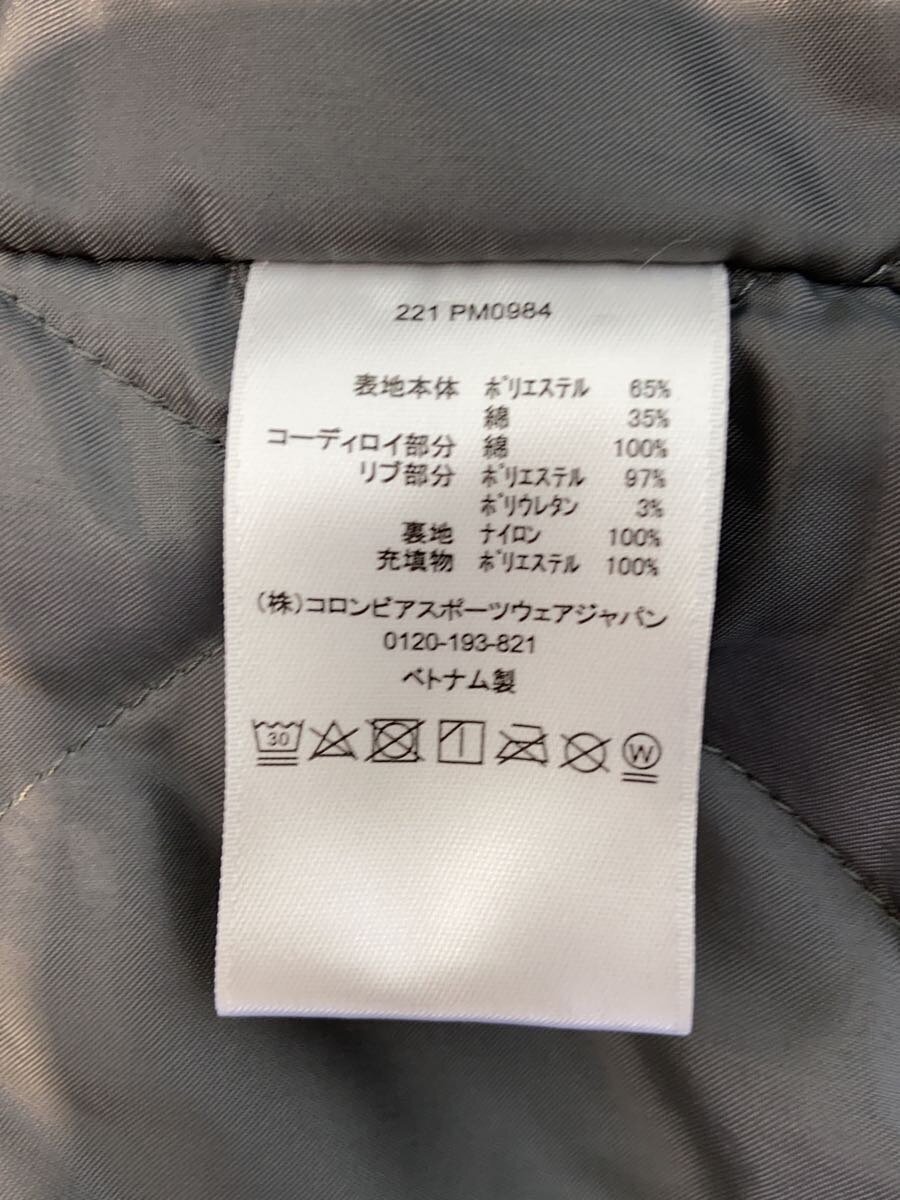 221 PM0984
表地本体 ポリエステル 65%
綿 35%
コーディロイ部分 綿 100%
リブ部分 ポリエステル 97%
ポリウレタン 3%
裏地 ナイロン 100%
充填物 ポリエステル 100%
(株)コロンビアスポーツウェアジャパン
0120-193-821
ベトナム製
30 W